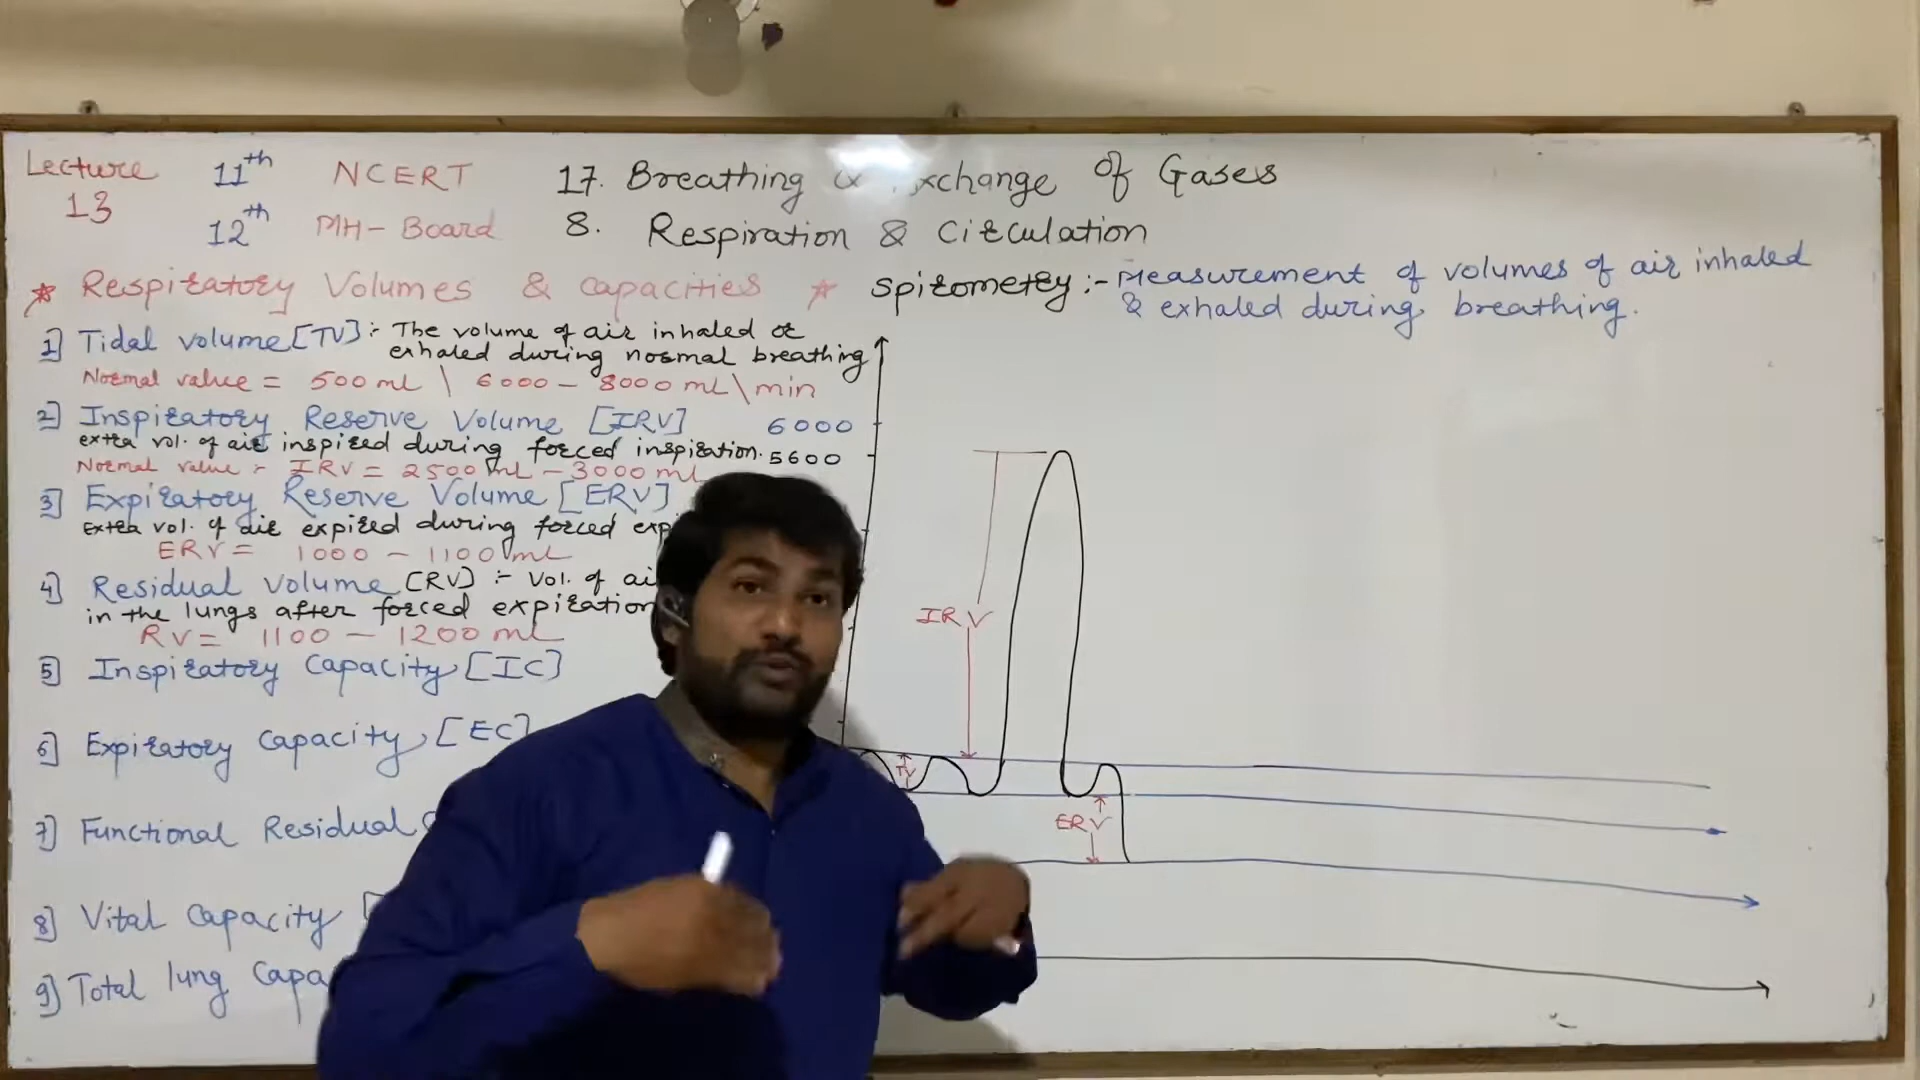 Lecture 13
11th NCERT 17. Breathing & xchange of Gases
12th MH-Board 8. Respiration & Circulation
Respiratory Volumes & capacities
spirometry :- Measurement of volumes of air inhaled
& exhaled during breathing.
1] Tidal volume [TV] :- The volume of air inhaled or
exhaled during normal breathing
Normal value = 500 ml \ 6000 - 8000 ml\min
2] Inspiratory Reserve Volume [IRV]
extra vol. of air inspired during forced inspiration.
Normal value :- IRV = 2500 ml - 3000 ml
3] Expiratory Reserve Volume [ERV]
Extra vol. of air expired during forced exp
ERV = 1000 - 1100 ml
4] Residual volume [RV] :- Vol. of ai
in the lungs after forced expiration
RV = 1100 - 1200 ml
5] Inspiratory Capacity [IC]
6] Expiratory Capacity [EC]
7] Functional Residual
8] Vital Capacity [
9] Total lung Capa
6000
5600
IRV
TV
ERV